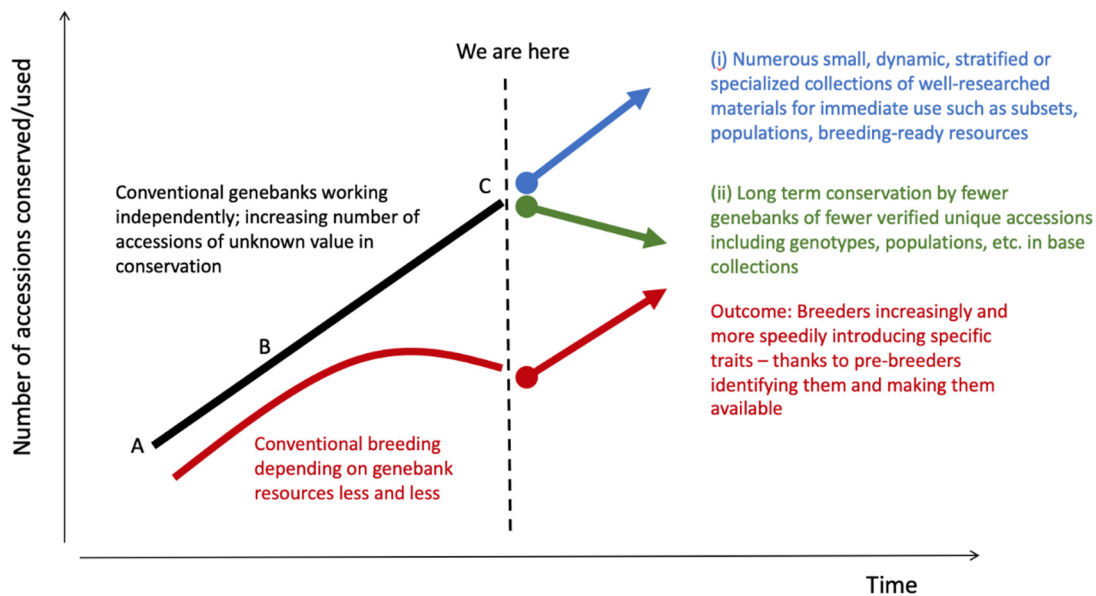 Number of accessions conserved/used
We are here
(i) Numerous small, dynamic, stratified or
specialized collections of well-researched
materials for immediate use such as subsets,
populations, breeding-ready resources
C
Conventional genebanks working
independently; increasing number of
accessions of unknown value in
conservation
(ii) Long term conservation by fewer
genebanks of fewer verified unique accessions
including genotypes, populations, etc. in base
collections
B
Outcome: Breeders increasingly and
more speedily introducing specific
traits – thanks to pre-breeders
identifying them and making them
available
A
Conventional breeding
depending on genebank
resources less and less
Time